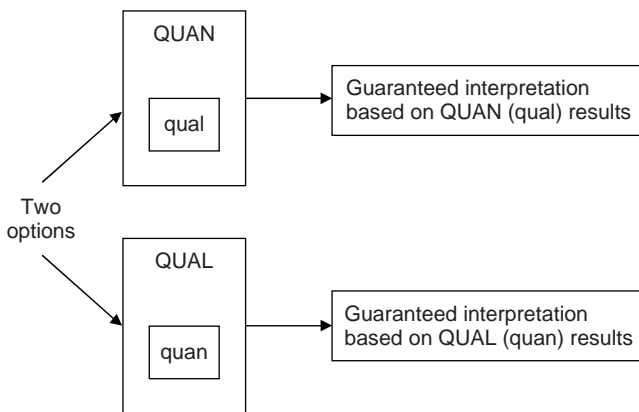 QUAN
qual
Guaranteed interpretation
based on QUAN (qual) results
Two
options
QUAL
quan
Guaranteed interpretation
based on QUAL (quan) results